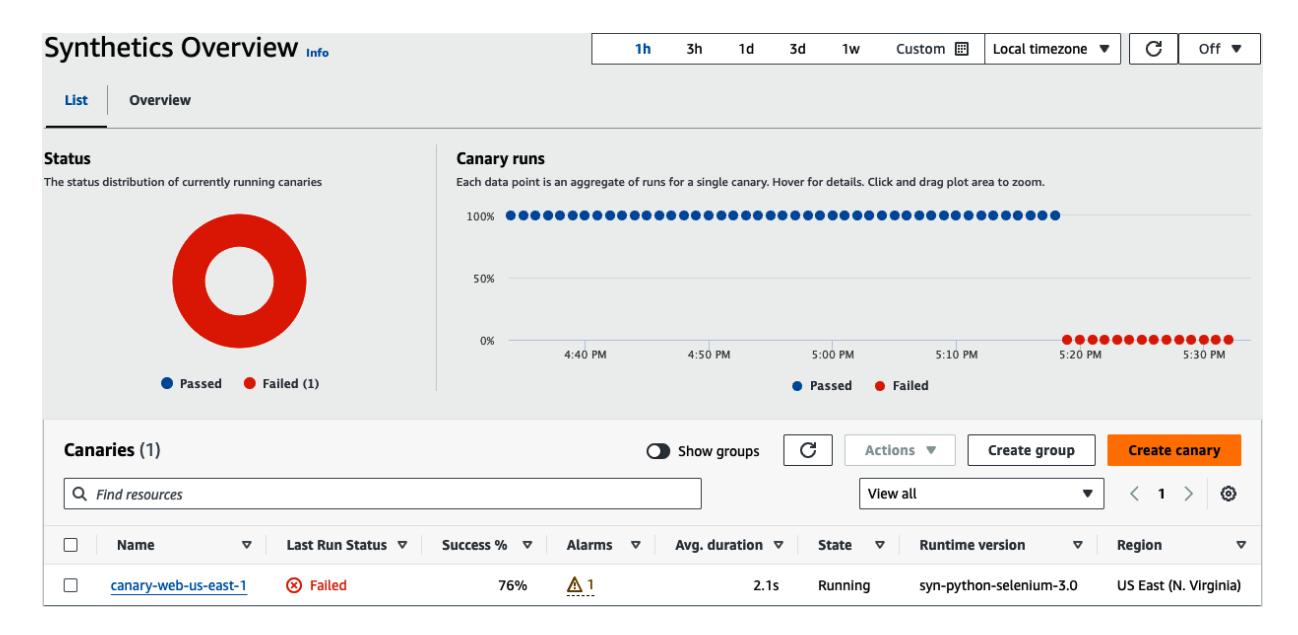 Synthetics Overview Info
1h 3h 1d 3d 1w Custom Local timezone Off
List Overview
Status
The status distribution of currently running canaries
Passed Failed (1)
Canary runs
Each data point is an aggregate of runs for a single canary. Hover for details. Click and drag plot area to zoom.
100%
50%
0%
4:40 PM 4:50 PM 5:00 PM 5:10 PM 5:20 PM 5:30 PM
Passed Failed
Canaries (1) Show groups Actions Create group Create canary
Find resources View all 1
Name Last Run Status Success % Alarms Avg. duration State Runtime version Region
canary-web-us-east-1 Failed 76% 1 2.1s Running syn-python-selenium-3.0 US East (N. Virginia)